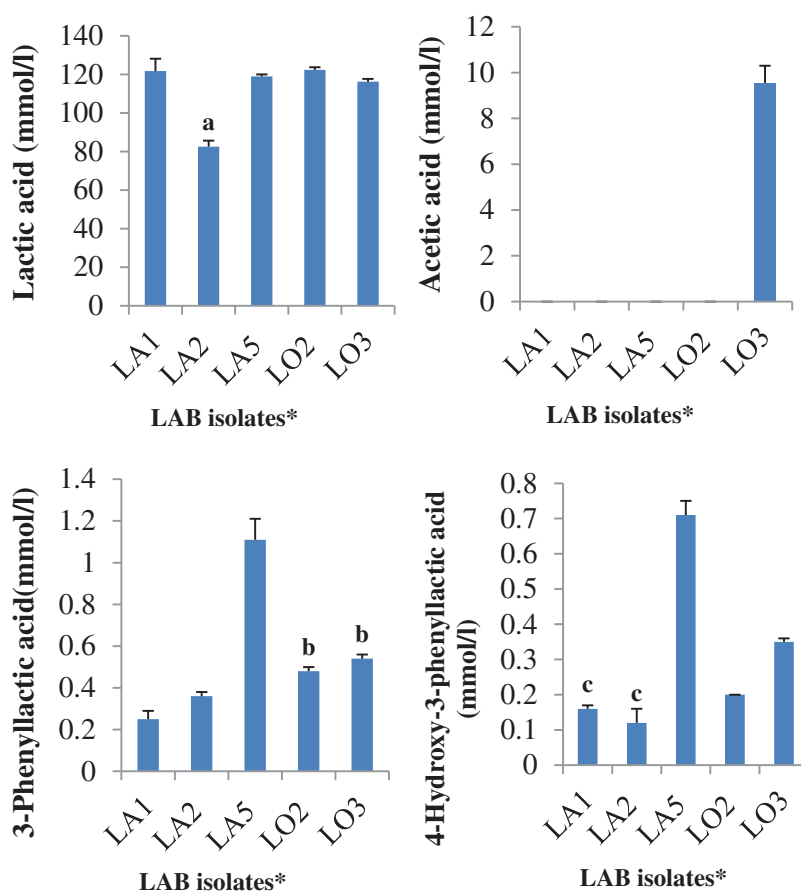 Lactic acid (mmol/l)
140
120
100
80
60
40
20
0
a
LA1
LA2
LA5
LO2
LO3
LAB isolates*
Acetic acid (mmol/l)
12
10
8
6
4
2
0
LA1
LA2
LA5
LO2
LO3
LAB isolates*
3-Phenyllactic acid(mmol/l)
1.4
1.2
1
0.8
0.6
0.4
0.2
0
b
b
LA1
LA2
LA5
LO2
LO3
LAB isolates*
4-Hydroxy-3-phenyllactic acid
(mmol/l)
0.8
0.7
0.6
0.5
0.4
0.3
0.2
0.1
0
c
c
LA1
LA2
LA5
LO2
LO3
LAB isolates*